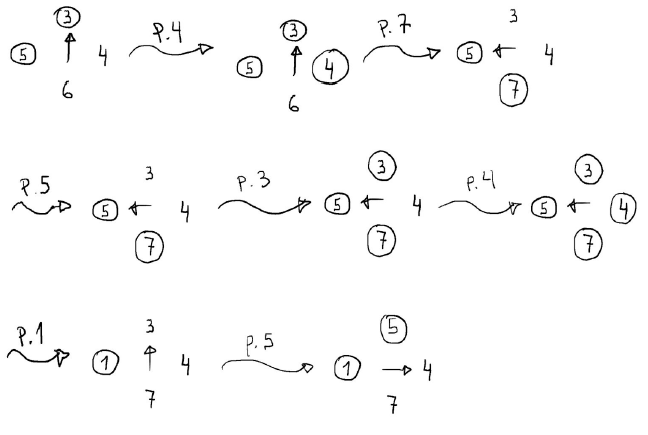 3 P.4 3 P.7 3
5 ↑ 4 5 ↑ 4 5 ← 4
6 6 7
P.5 3 P.3 3 P.4 3
5 ← 4 5 ← 4 5 ← 4
7 7 7
P.1 3 P.5 5
1 ↑ 4 1 → 4
7 7